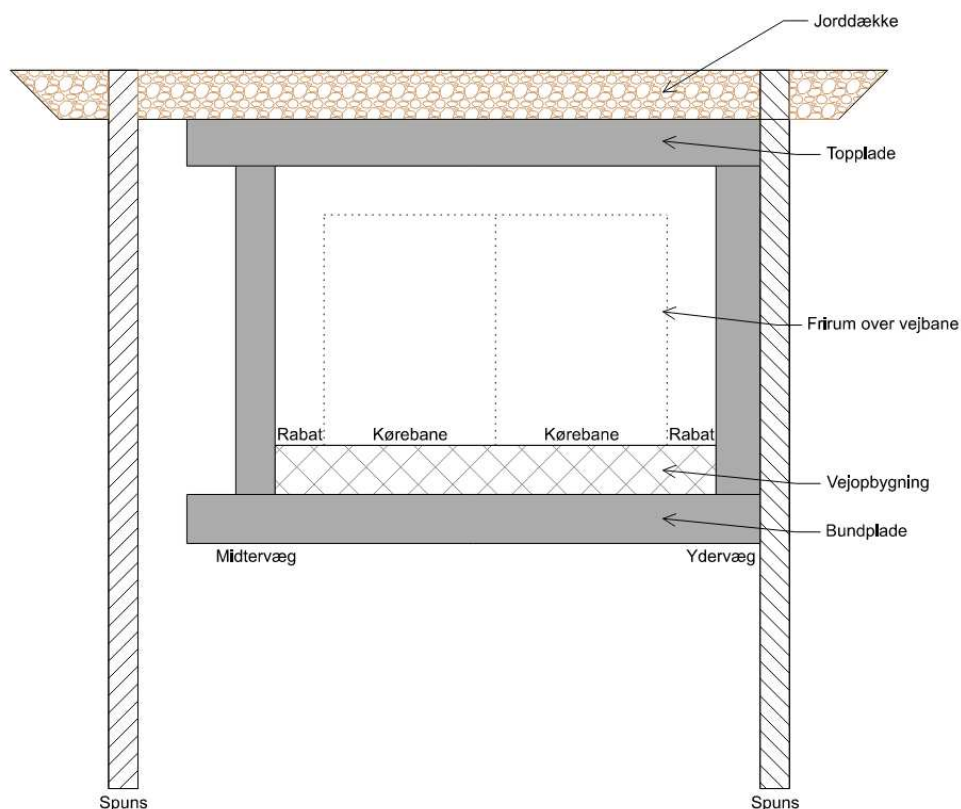 Jorddække
Topplade
Frirum over vejbane
Rabat Kørebane Kørebane Rabat
Vejopbygning
Bundplade
Midtervæg Ydervæg
Spuns Spuns